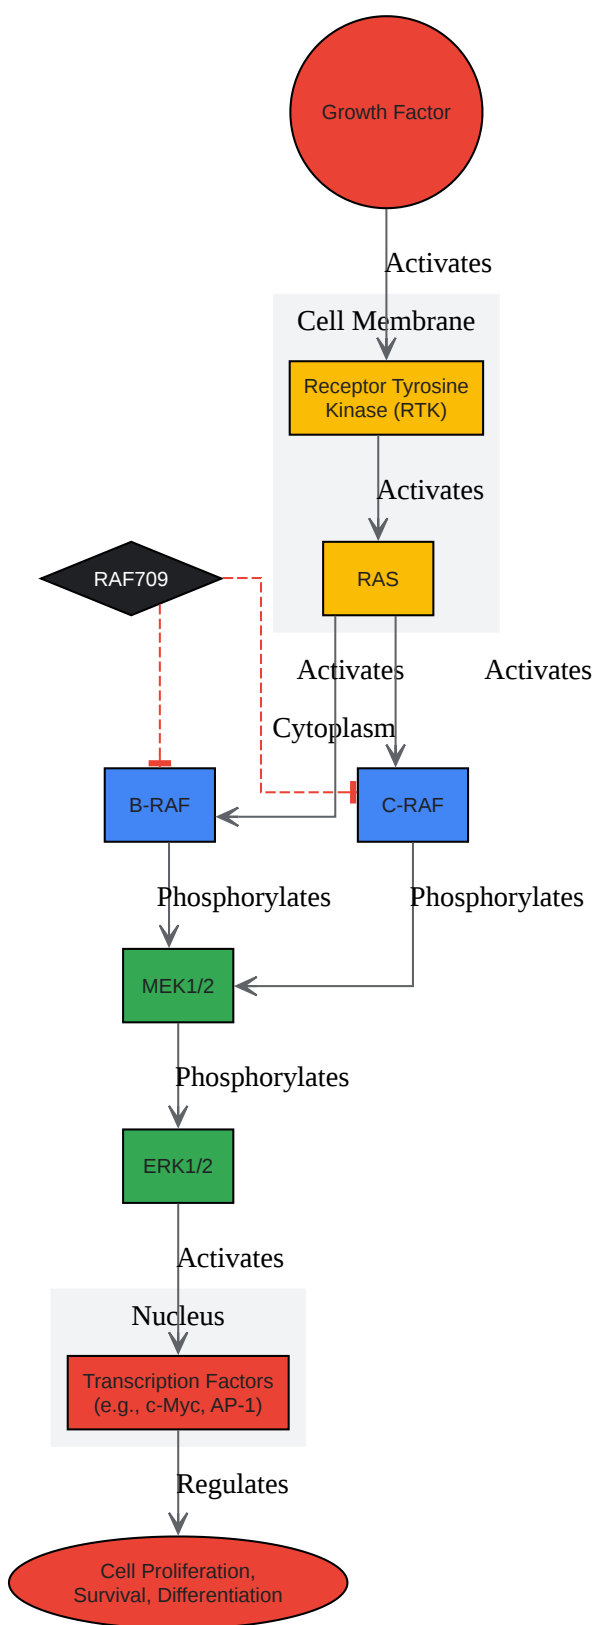 Growth Factor
Activates
Cell Membrane
Receptor Tyrosine
Kinase (RTK)
Activates
RAF709
RAS
Activates
Activates
Cytoplasm
B-RAF
C-RAF
Phosphorylates
Phosphorylates
MEK1/2
Phosphorylates
ERK1/2
Activates
Nucleus
Transcription Factors
(e.g., c-Myc, AP-1)
Regulates
Cell Proliferation,
Survival, Differentiation